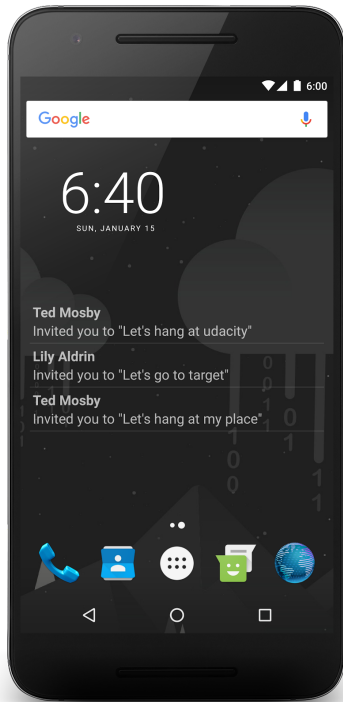 6:00
Google
6:40
SUN, JANUARY 15
Ted Mosby
Invited you to "Let's hang at udacity"
Lily Aldrin
Invited you to "Let's go to target"
Ted Mosby
Invited you to "Let's hang at my place"